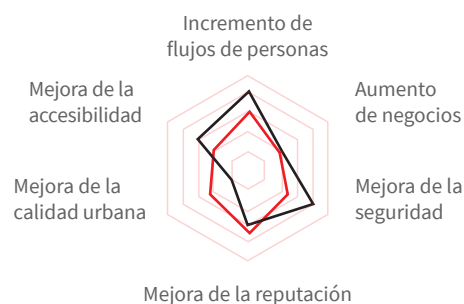 Incremento de
flujos de personas
Mejora de la
accesibilidad
Aumento
de negocios
Mejora de la
calidad urbana
Mejora de la
seguridad
Mejora de la reputación